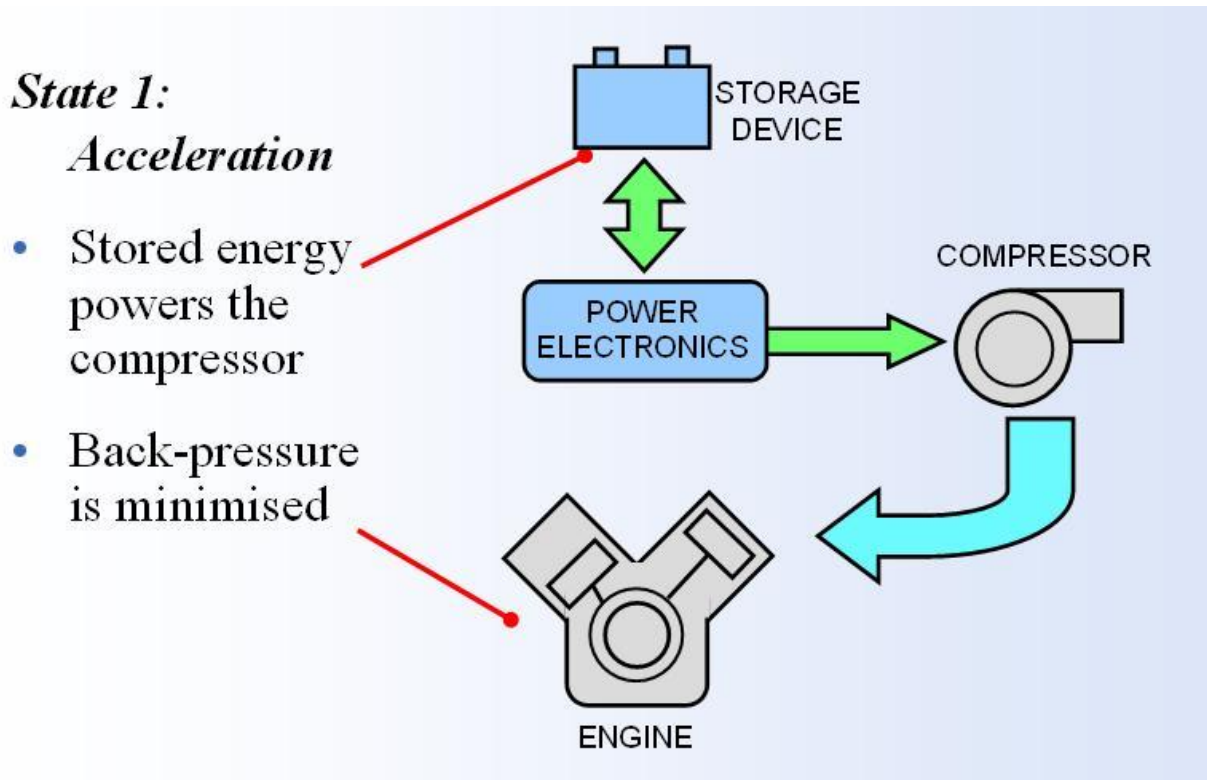 State 1:
Acceleration
• Stored energy
powers the
compressor
• Back-pressure
is minimised
STORAGE
DEVICE
POWER
ELECTRONICS
COMPRESSOR
ENGINE